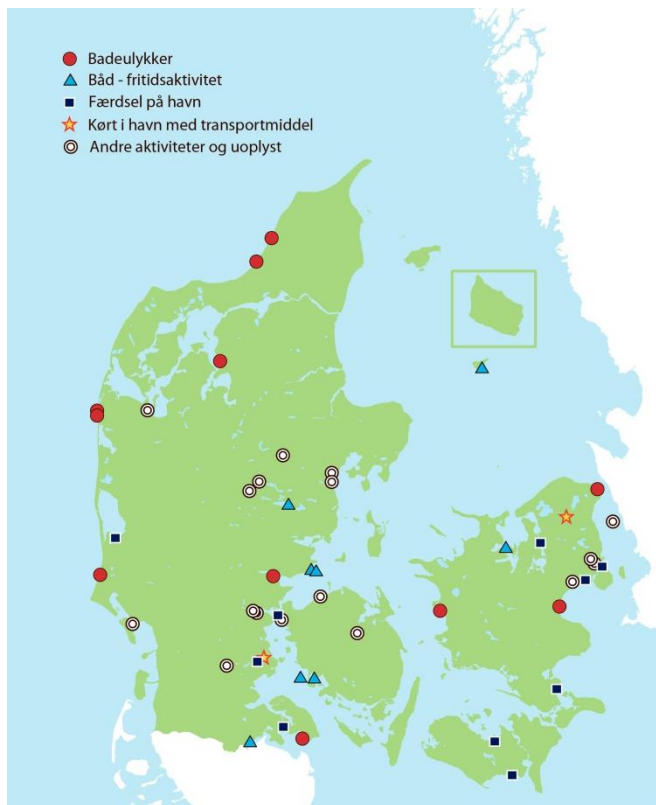 Badeulykker
Båd - fritidsaktivitet
Færdsel på havn
Kørt i havn med transportmiddel
Andre aktiviteter og uoplyst